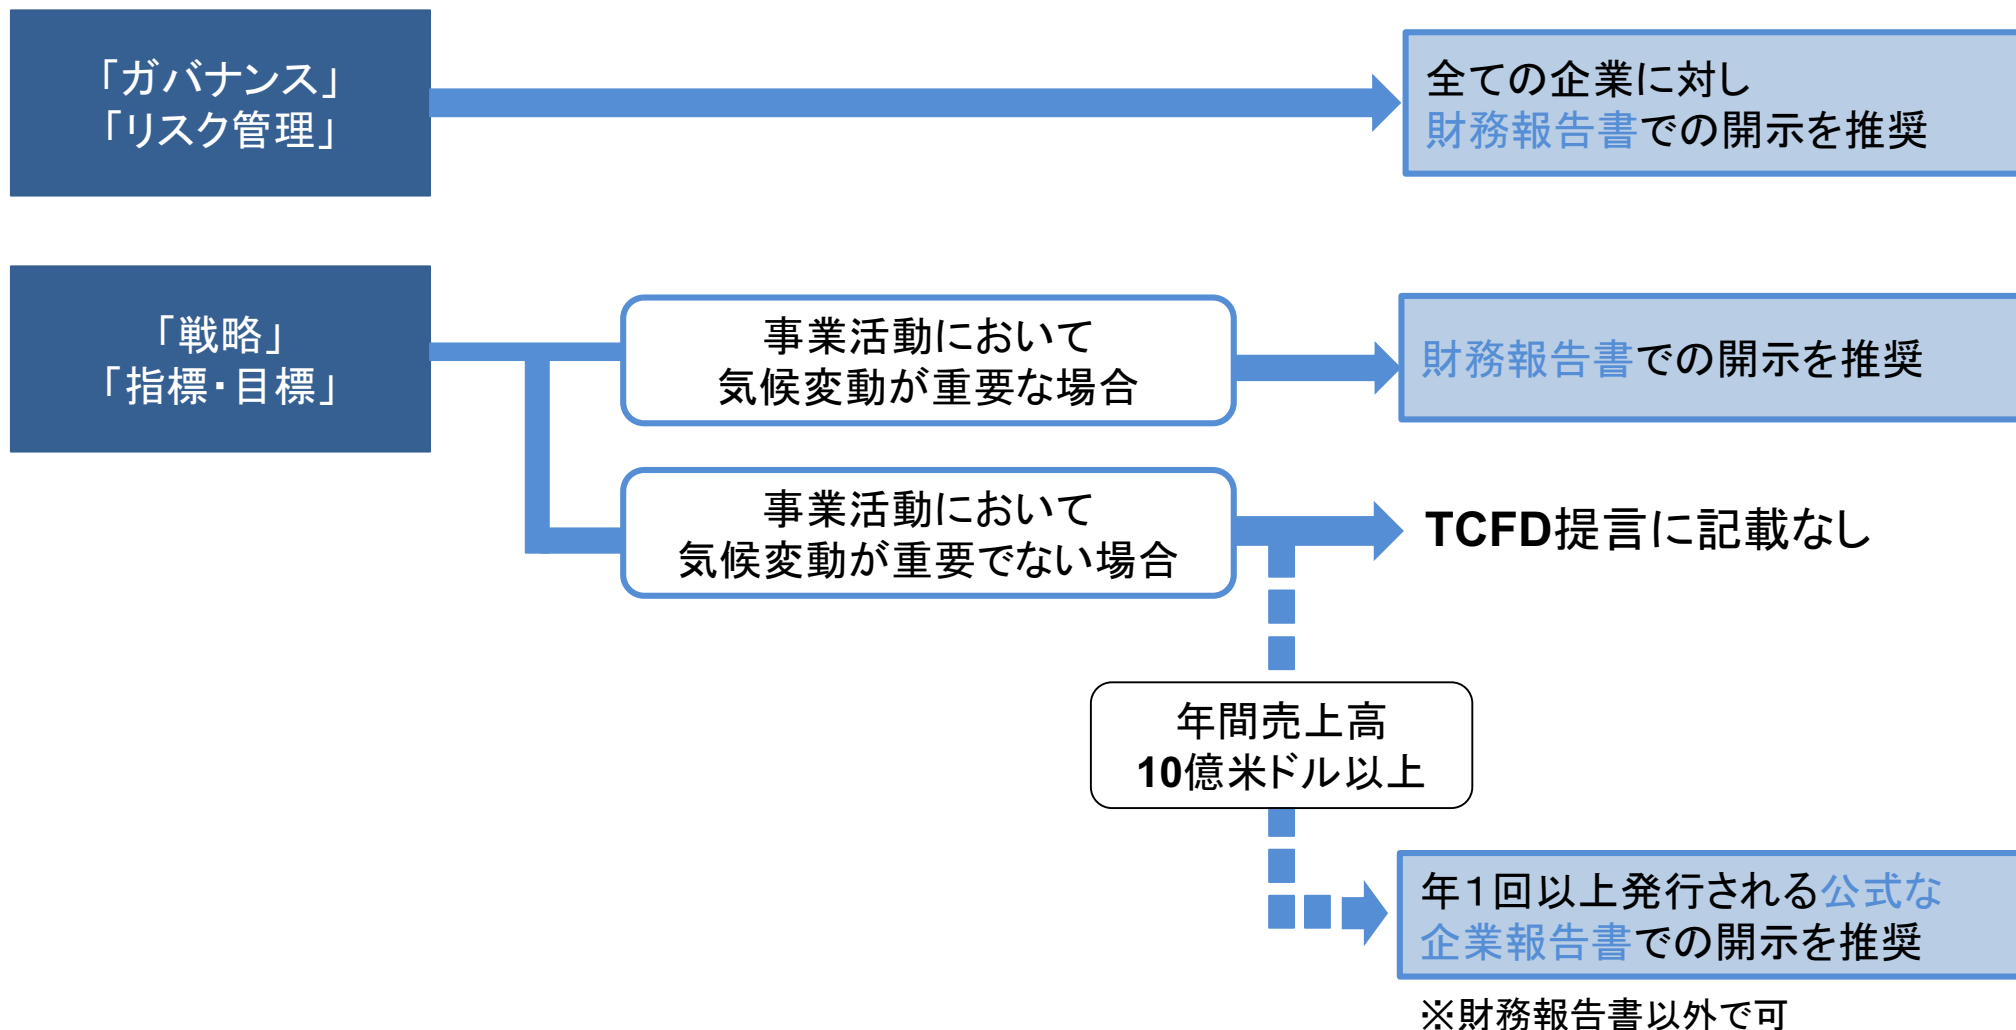 「ガバナンス」
「リスク管理」
全ての企業に対し
財務報告書での開示を推奨
「戦略」
「指標・目標」
事業活動において
気候変動が重要な場合
財務報告書での開示を推奨
事業活動において
気候変動が重要でない場合
TCFD提言に記載なし
年間売上高
10億米ドル以上
年１回以上発行される公式な
企業報告書での開示を推奨
※財務報告書以外で可